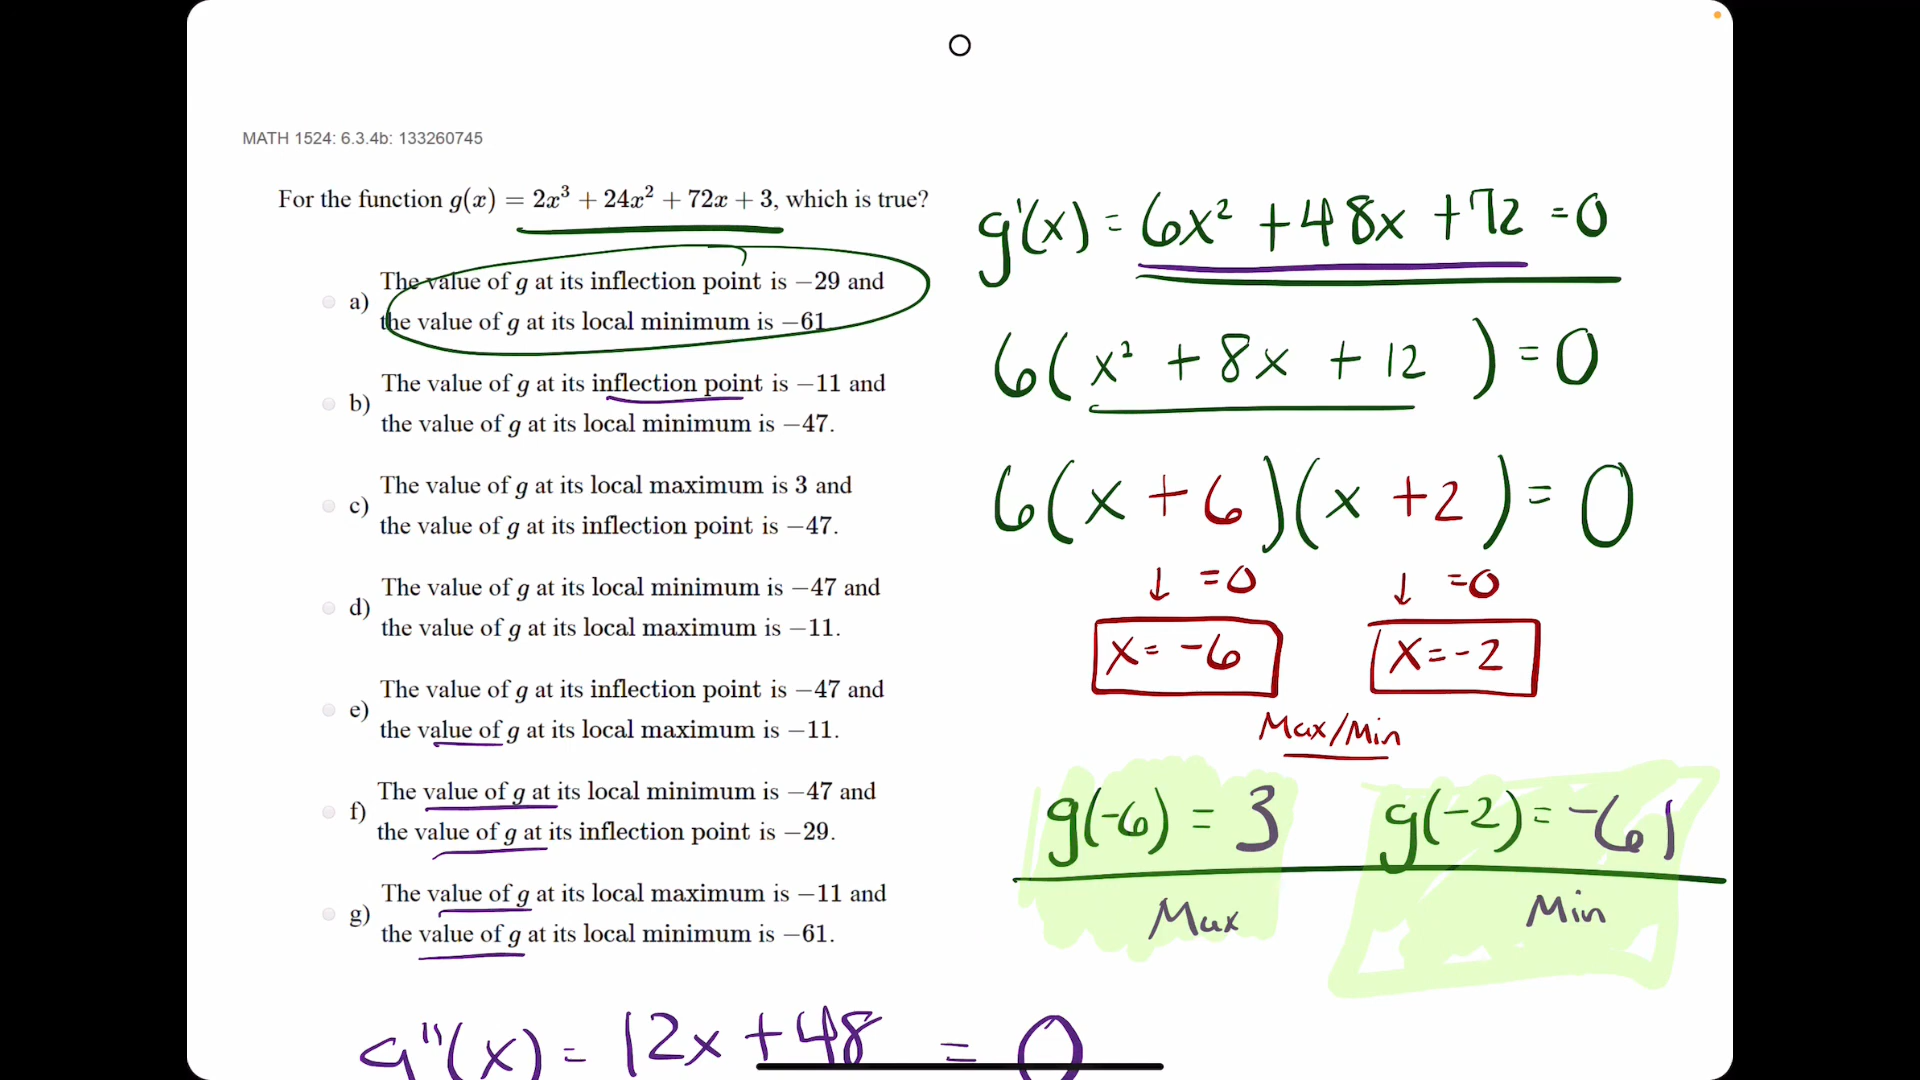 MATH 1524: 6.3.4b: 133260745
For the function g(x) = 2x³ + 24x² + 72x + 3, which is true?
a) The value of g at its inflection point is −29 and
the value of g at its local minimum is −61
b) The value of g at its inflection point is −11 and
the value of g at its local minimum is −47.
c) The value of g at its local maximum is 3 and
the value of g at its inflection point is −47.
d) The value of g at its local minimum is −47 and
the value of g at its local maximum is −11.
e) The value of g at its inflection point is −47 and
the value of g at its local maximum is −11.
f) The value of g at its local minimum is −47 and
the value of g at its inflection point is −29.
g) The value of g at its local maximum is −11 and
the value of g at its local minimum is −61.
g'(x) = 6x² + 48x + 72 = 0
6( x² + 8x + 12 ) = 0
6(x + 6)(x + 2) = 0
↓ = 0 ↓ = 0
x = -6 x = -2
Max/Min
g(-6) = 3 g(-2) = -61
Max Min
g''(x) = 12x + 48 = 0